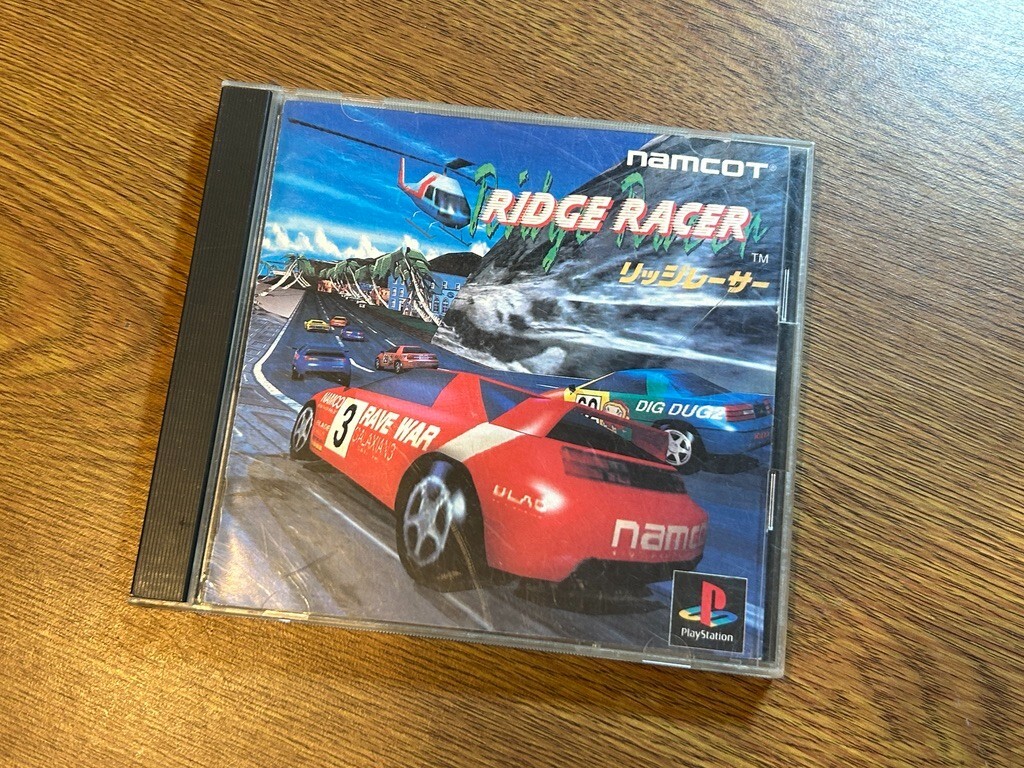 namcoT
RIDGE RACER
TM
リッジレーサー
DIG DUG2
NAMCO
3
RAVE WAR
GALAXIAN3
namco
PlayStation